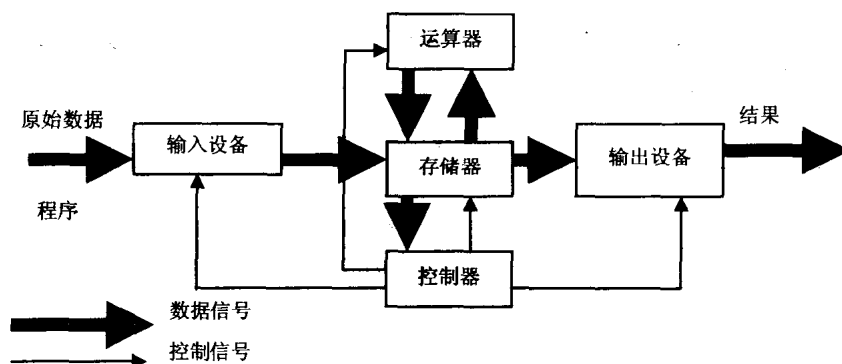 运算器
原始数据
结果
输入设备
存储器
输出设备
程序
控制器
数据信号
控制信号